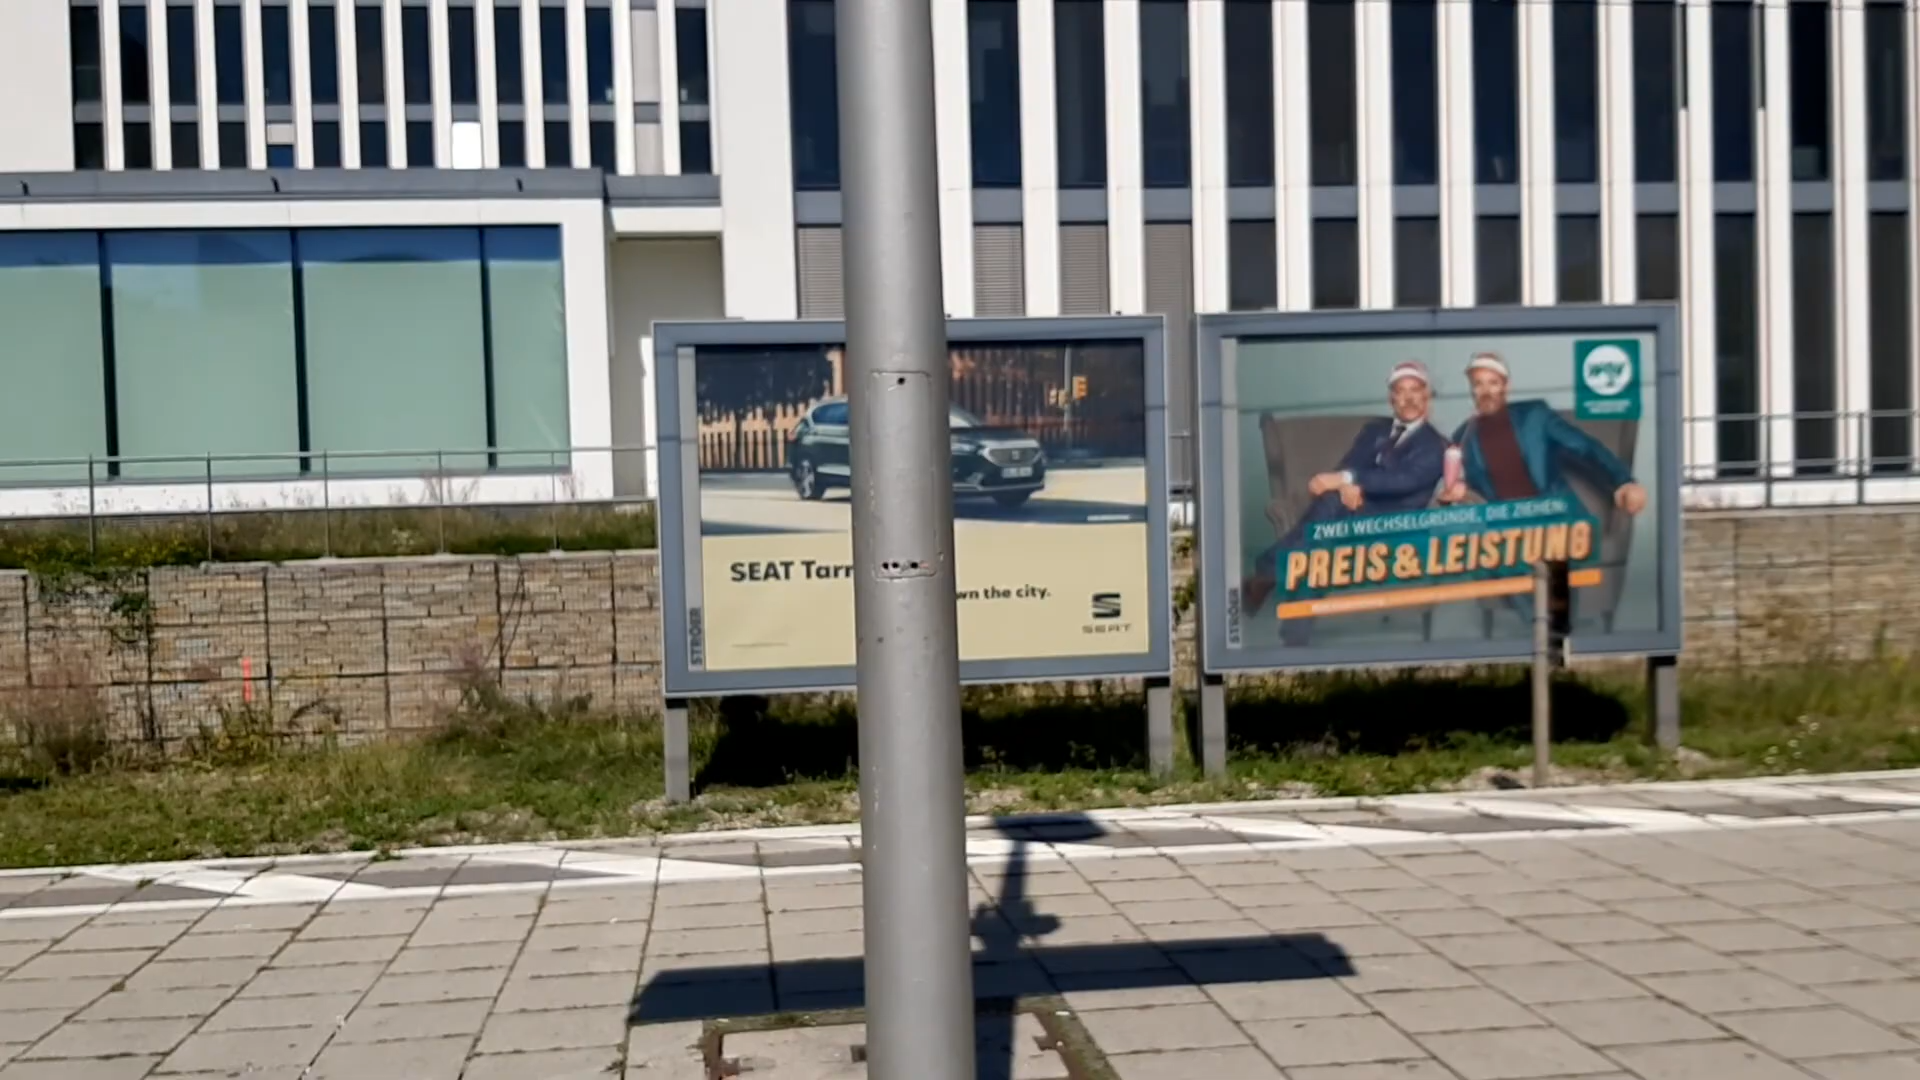 SEAT Tarr
wn the city.
SEAT
STRÖER
ZWEI WECHSELGRÜNDE, DIE ZIEHEN:
PREIS & LEISTUNG
STRÖER